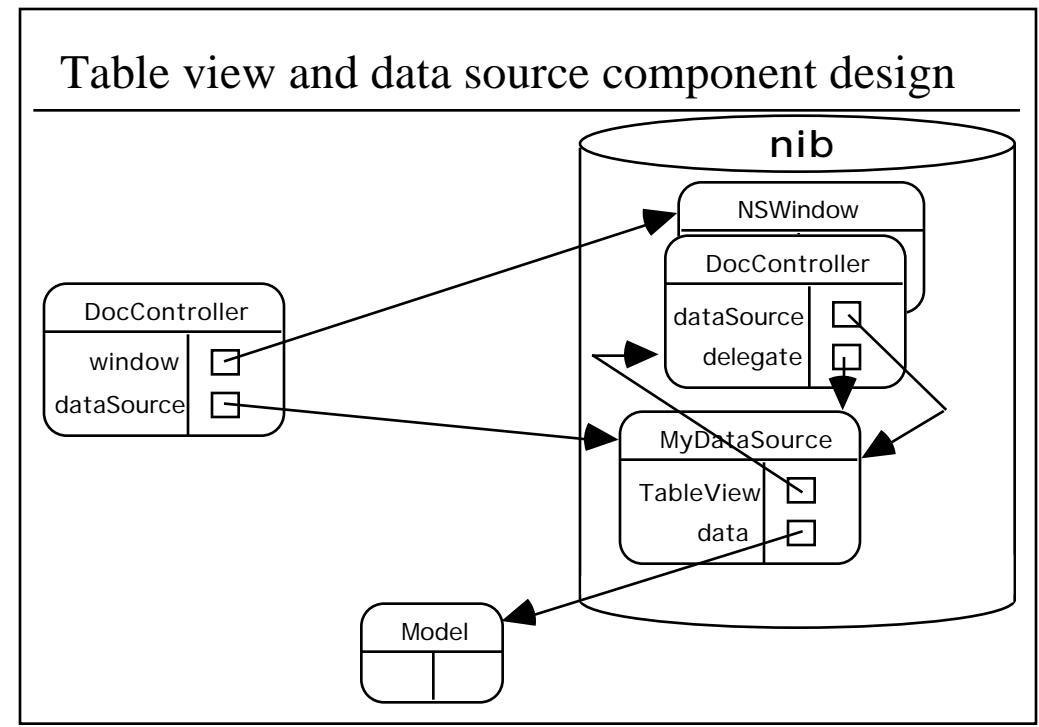 Table view and data source component design
nib
NSWindow
DocController
dataSource
delegate
DocController
window
dataSource
MyDataSource
TableView
data
Model